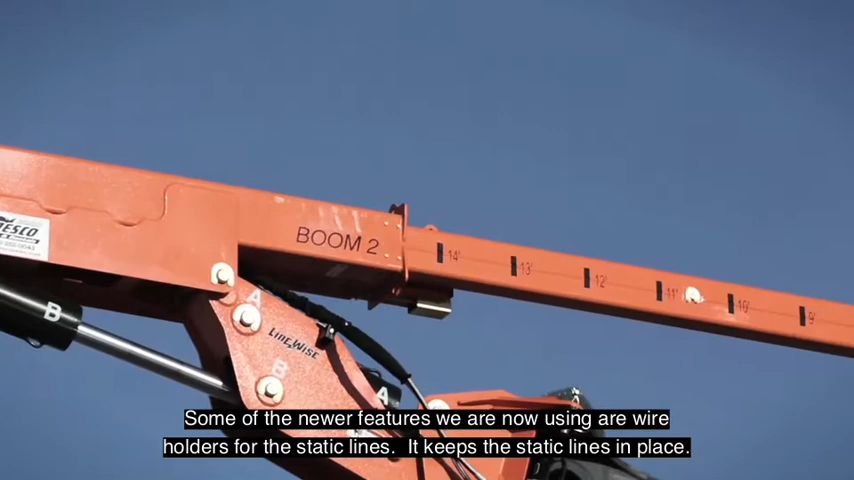 BOOM 2
14'
13'
12'
11'
10'
9'
B
A
LINEWISE
B
A
Some of the newer features we are now using are wire
holders for the static lines. It keeps the static lines in place.